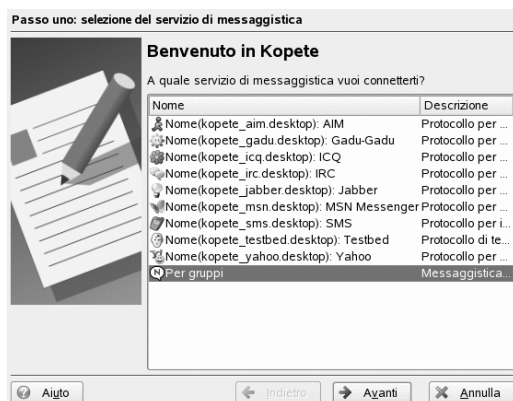 Passo uno: selezione del servizio di messaggistica
Benvenuto in Kopete
A quale servizio di messaggistica vuoi connetterti?
Nome Descrizione
Nome(kopete_aim.desktop): AIM Protocollo per ...
Nome(kopete_gadu.desktop): Gadu-Gadu Protocollo per ...
Nome(kopete_icq.desktop): ICQ Protocollo per ...
Nome(kopete_irc.desktop): IRC Protocollo per ...
Nome(kopete_jabber.desktop): Jabber Protocollo per ...
Nome(kopete_msn.desktop): MSN Messenger Protocollo per ...
Nome(kopete_sms.desktop): SMS Protocollo per i...
Nome(kopete_testbed.desktop): Testbed Protocollo di te...
Nome(kopete_yahoo.desktop): Yahoo Protocollo per ...
Per gruppi Messaggistica...
Aiuto Indietro Avanti Annulla